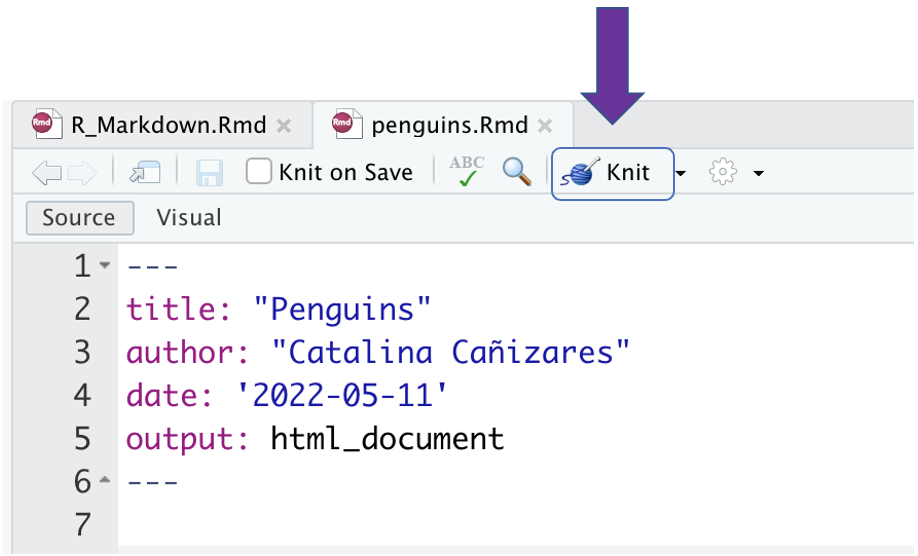 Rmd R_Markdown.Rmd Rmd penguins.Rmd
Knit on Save ABC Knit
Source Visual
1 ---
2 title: "Penguins"
3 author: "Catalina Cañizares"
4 date: '2022-05-11'
5 output: html_document
6 ---
7